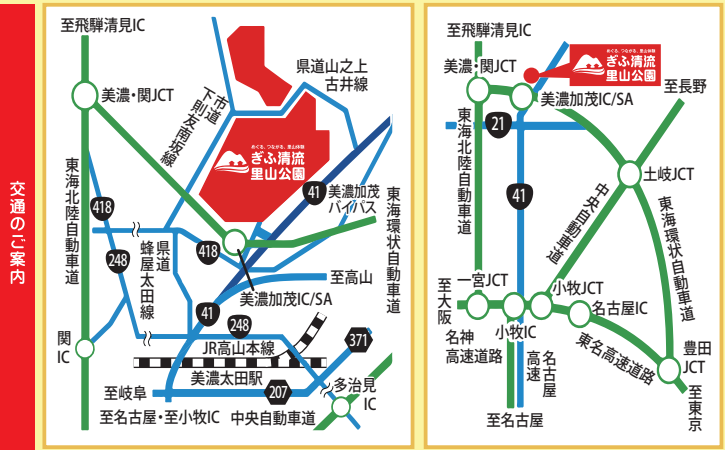 交通のご案内
至飛騨清見IC
美濃・関JCT
市道
下則友南坂線
県道山之上
古井線
めぐる、つながる、里山体験
ぎふ清流
里山公園
41
美濃加茂
バイパス
東海環状自動車道
東海北陸自動車道
418
248
県道
蜂屋太田線
418
美濃加茂IC/SA
至高山
41
248
JR高山本線
371
関
IC
美濃太田駅
至岐阜
207
多治見
IC
至名古屋・至小牧IC
中央自動車道
至飛騨清見IC
めぐる、つながる、里山体験
ぎふ清流
里山公園
美濃・関JCT
美濃加茂IC/SA
至長野
21
東海北陸自動車道
41
土岐JCT
中央自動車道
東海環状自動車道
一宮JCT
小牧JCT
至大阪
名古屋IC
小牧IC
名神
高速道路
名古屋
高速
東名高速道路
豊田
JCT
至名古屋
至東京